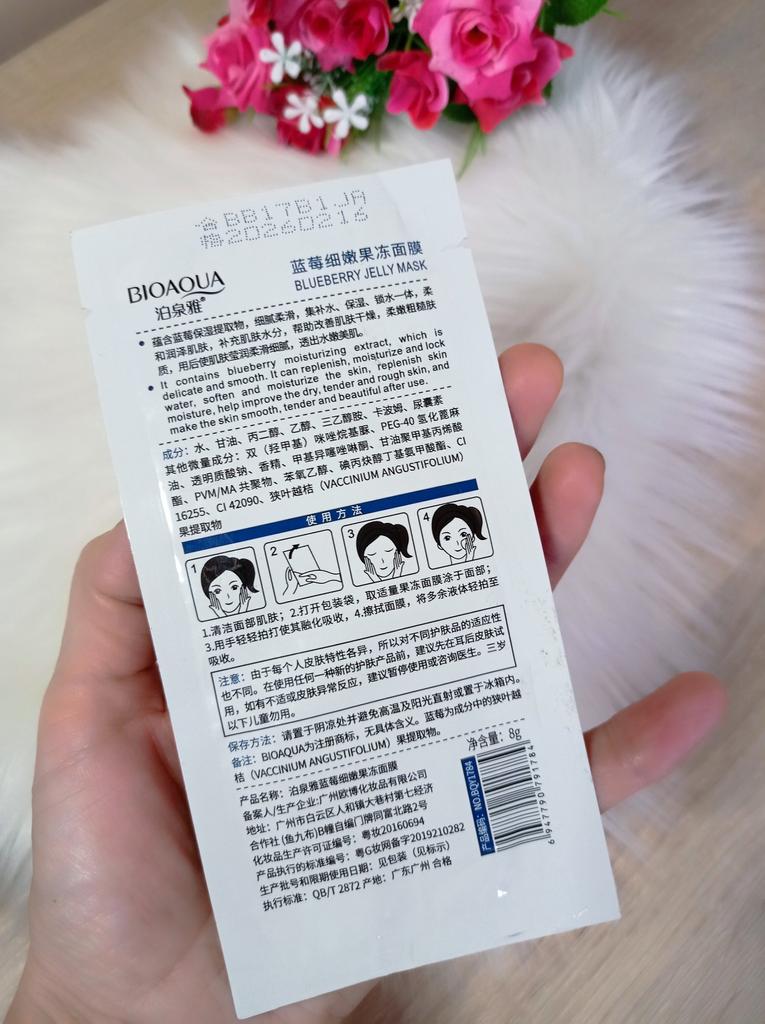 合BB17B1JA
格20260216
BIOAQUA
泊泉雅®
蓝莓细嫩果冻面膜
BLUEBERRY JELLY MASK
• 蕴含蓝莓保湿提取物，细腻柔滑，集补水、保湿、锁水一体，柔
和润泽肌肤，补充肌肤水分，帮助改善肌肤干燥，柔嫩粗糙肤
质，用后使肌肤莹润柔滑细腻，透出水嫩美肌。
• It contains blueberry moisturizing extract, which is
delicate and smooth. It can replenish, moisturize and lock
water, soften and moisturize the skin, replenish skin
moisture, help improve the dry, tender and rough skin, and
make the skin smooth, tender and beautiful after use.
成分：水、甘油、丙二醇、乙醇、三乙醇胺、卡波姆、尿囊素
其他微量成分：双（羟甲基）咪唑烷基脲、PEG-40 氢化蓖麻
油、透明质酸钠、香精、甲基异噻唑啉酮、甘油聚甲基丙烯酸
酯、PVM/MA 共聚物、苯氧乙醇、碘丙炔醇丁基氨甲酸酯、CI
16255、CI 42090、狭叶越桔（VACCINIUM ANGUSTIFOLIUM）
果提取物
使用方法
1
2
3
4
1.清洁面部肌肤；2.打开包装袋，取适量果冻面膜涂于面部；
3.用手轻轻拍打使其融化吸收，4.擦拭面膜，将多余液体轻拍至
吸收。
注意：由于每个人皮肤特性各异，所以对不同护肤品的适应性
也不同。在使用任何一种新的护肤产品前，建议先在耳后皮肤试
用，如有不适或皮肤异常反应，建议暂停使用或咨询医生。三岁
以下儿童勿用。
保存方法：请置于阴凉处并避免高温及阳光直射或置于冰箱内。
备注：BIOAQUA为注册商标，无具体含义。蓝莓为成分中的狭叶越
桔（VACCINIUM ANGUSTIFOLIUM）果提取物。
净含量：8g
产品名称：泊泉雅蓝莓细嫩果冻面膜
备案人/生产企业:广州欧博化妆品有限公司
地址：广州市白云区人和镇大巷村第七经济
合作社 (鱼九布)B幢自编门牌同富北路2号
化妆品生产许可证编号：粤妆20160694
产品执行的标准编号：粤G妆网备字2019210282
生产批号和限期使用日期：见包装（见标示）
执行标准：QB/T 2872 产地：广东广州 合格
产品编码：NO.BQY1784
6947790791784